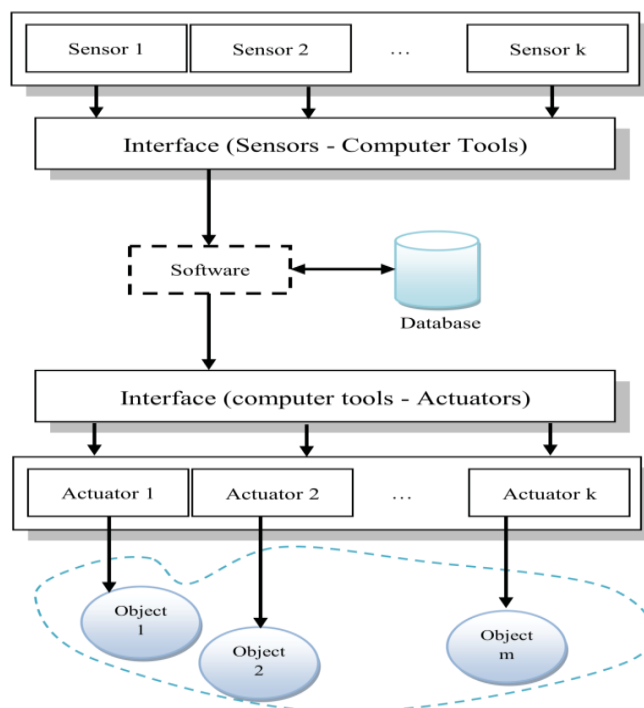 Sensor 1
Sensor 2
…
Sensor k
Interface (Sensors - Computer Tools)
Software
Database
Interface (computer tools - Actuators)
Actuator 1
Actuator 2
…
Actuator k
Object
1
Object
2
Object
m